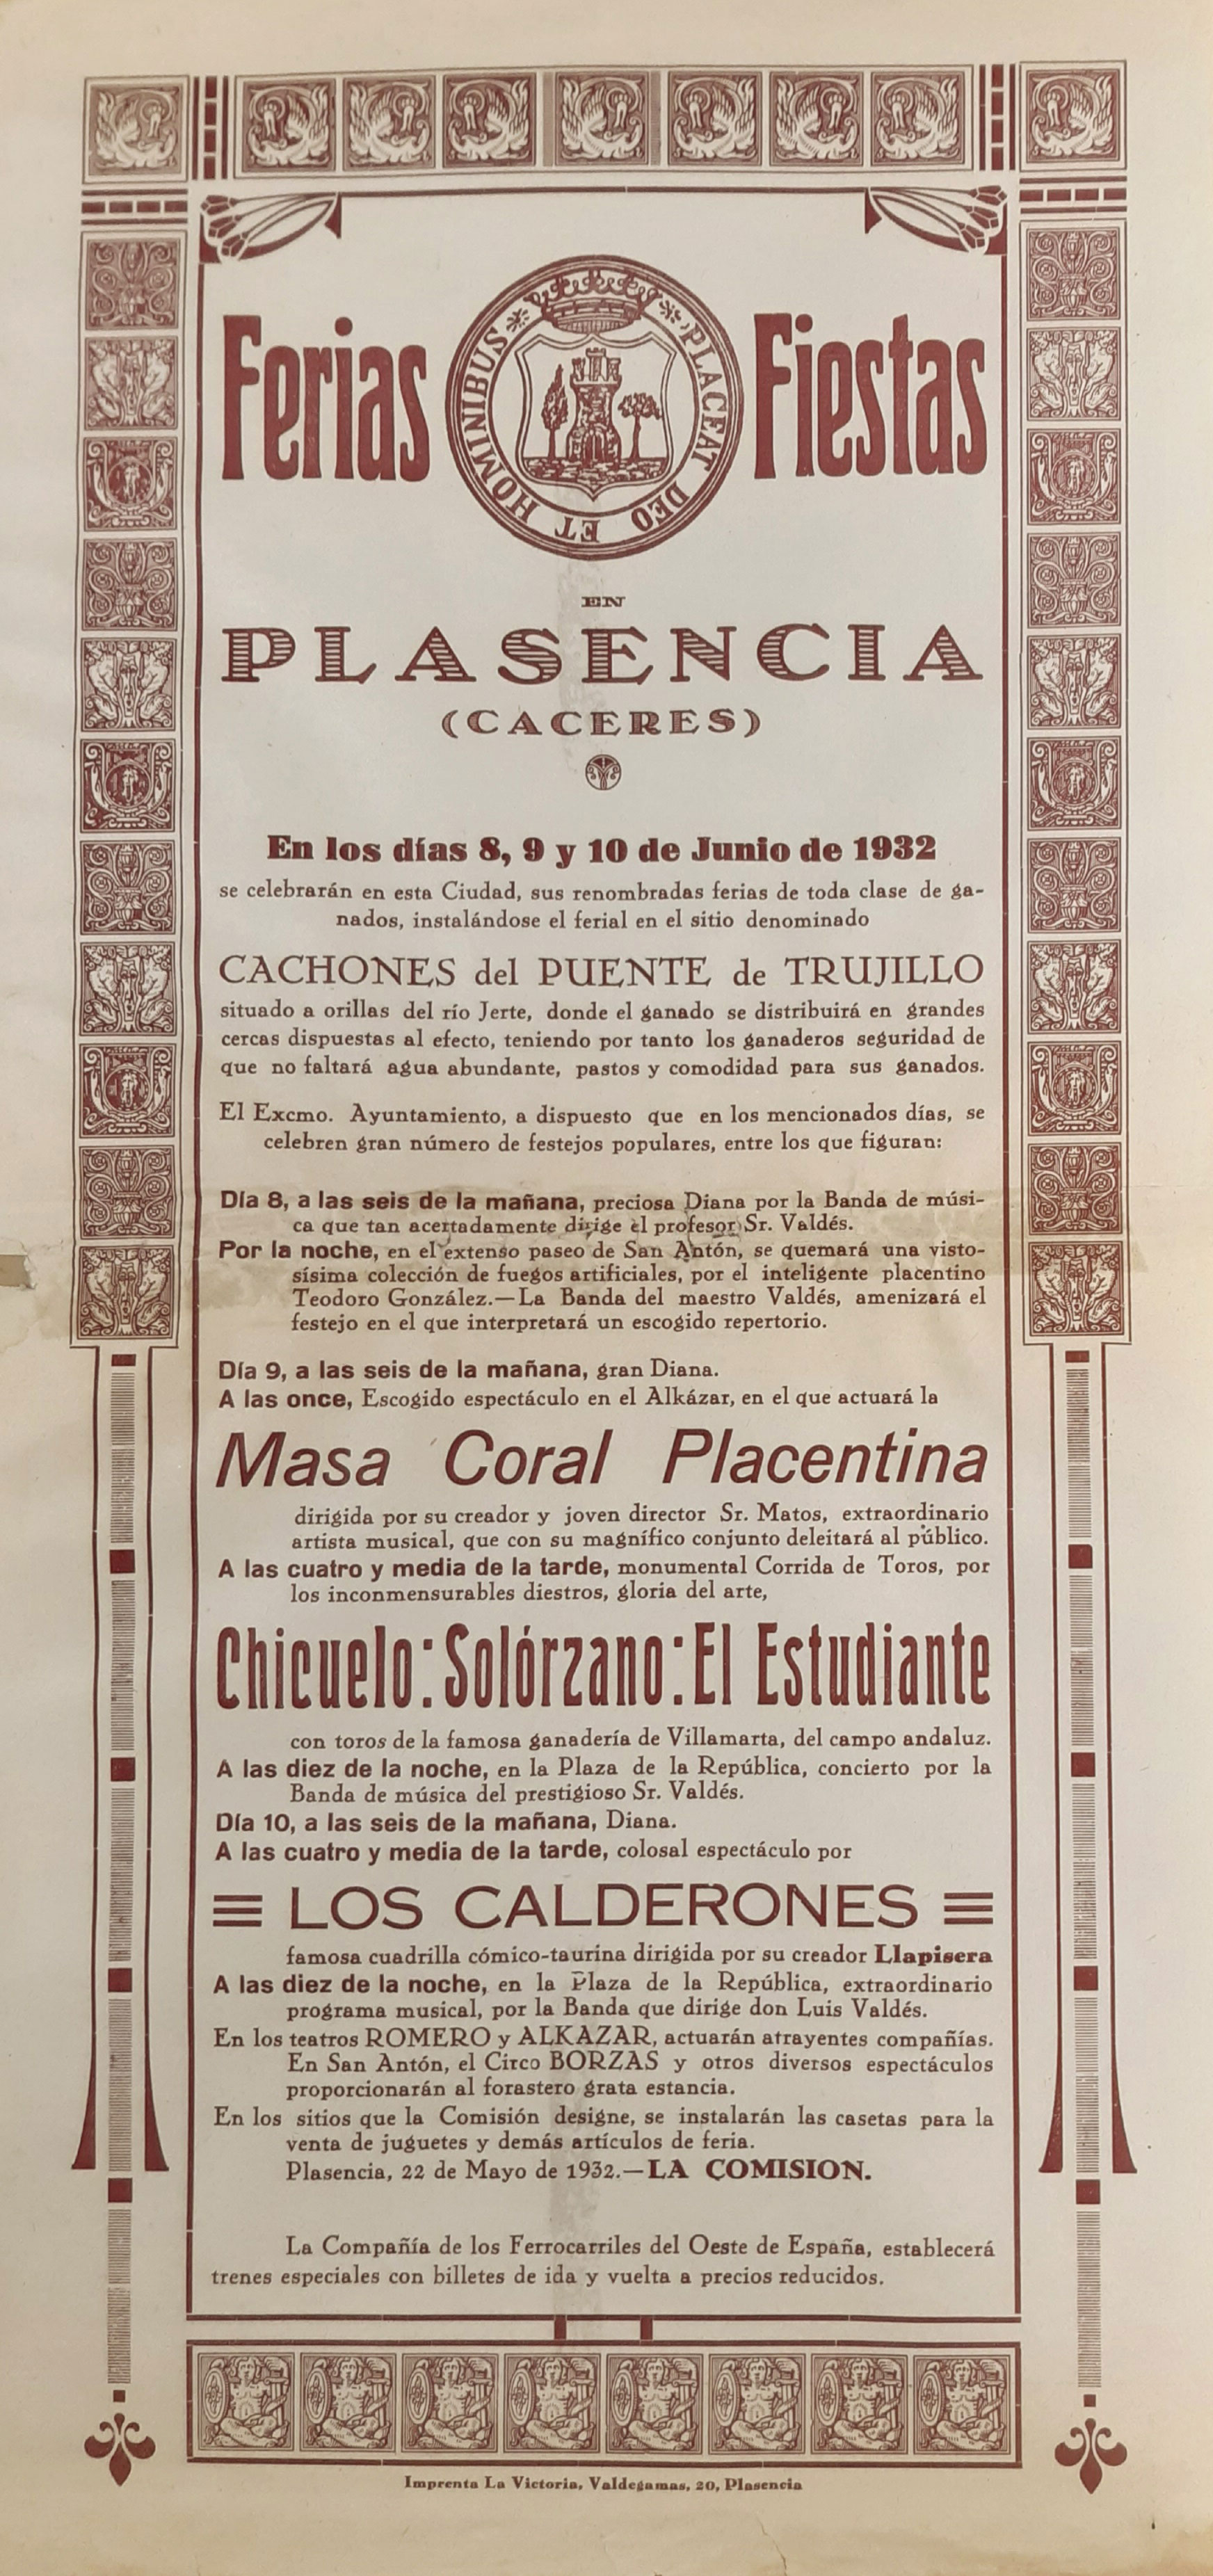 Ferias
PLACEAT DEO ET HOMINIBUS
Fiestas
EN
PLASENCIA
(CACERES)
En los días 8, 9 y 10 de Junio de 1932
se celebrarán en esta Ciudad, sus renombradas ferias de toda clase de ga-
nados, instalándose el ferial en el sitio denominado
CACHONES del PUENTE de TRUJILLO
situado a orillas del río Jerte, donde el ganado se distribuirá en grandes
cercas dispuestas al efecto, teniendo por tanto los ganaderos seguridad de
que no faltará agua abundante, pastos y comodidad para sus ganados.
El Excmo. Ayuntamiento, a dispuesto que en los mencionados días, se
celebren gran número de festejos populares, entre los que figuran:
Día 8, a las seis de la mañana, preciosa Diana por la Banda de músi-
ca que tan acertadamente dirige el profesor Sr. Valdés.
Por la noche, en el extenso paseo de San Antón, se quemará una visto-
sísima colección de fuegos artificiales, por el inteligente placentino
Teodoro González.—La Banda del maestro Valdés, amenizará el
festejo en el que interpretará un escogido repertorio.
Día 9, a las seis de la mañana, gran Diana.
A las once, Escogido espectáculo en el Alkázar, en el que actuará la
Masa Coral Placentina
dirigida por su creador y joven director Sr. Matos, extraordinario
artista musical, que con su magnífico conjunto deleitará al público.
A las cuatro y media de la tarde, monumental Corrida de Toros, por
los inconmensurables diestros, gloria del arte,
Chicuelo:Solórzano:El Estudiante
con toros de la famosa ganadería de Villamarta, del campo andaluz.
A las diez de la noche, en la Plaza de la República, concierto por la
Banda de música del prestigioso Sr. Valdés.
Día 10, a las seis de la mañana, Diana.
A las cuatro y media de la tarde, colosal espectáculo por
LOS CALDERONES
famosa cuadrilla cómico-taurina dirigida por su creador Llapisera
A las diez de la noche, en la Plaza de la República, extraordinario
programa musical, por la Banda que dirige don Luis Valdés.
En los teatros ROMERO y ALKAZAR, actuarán atrayentes compañías.
En San Antón, el Circo BORZAS y otros diversos espectáculos
proporcionarán al forastero grata estancia.
En los sitios que la Comisión designe, se instalarán las casetas para la
venta de juguetes y demás artículos de feria.
Plasencia, 22 de Mayo de 1932.—LA COMISION.
La Compañía de los Ferrocarriles del Oeste de España, establecerá
trenes especiales con billetes de ida y vuelta a precios reducidos.
Imprenta La Victoria, Valdegamas, 20, Plasencia